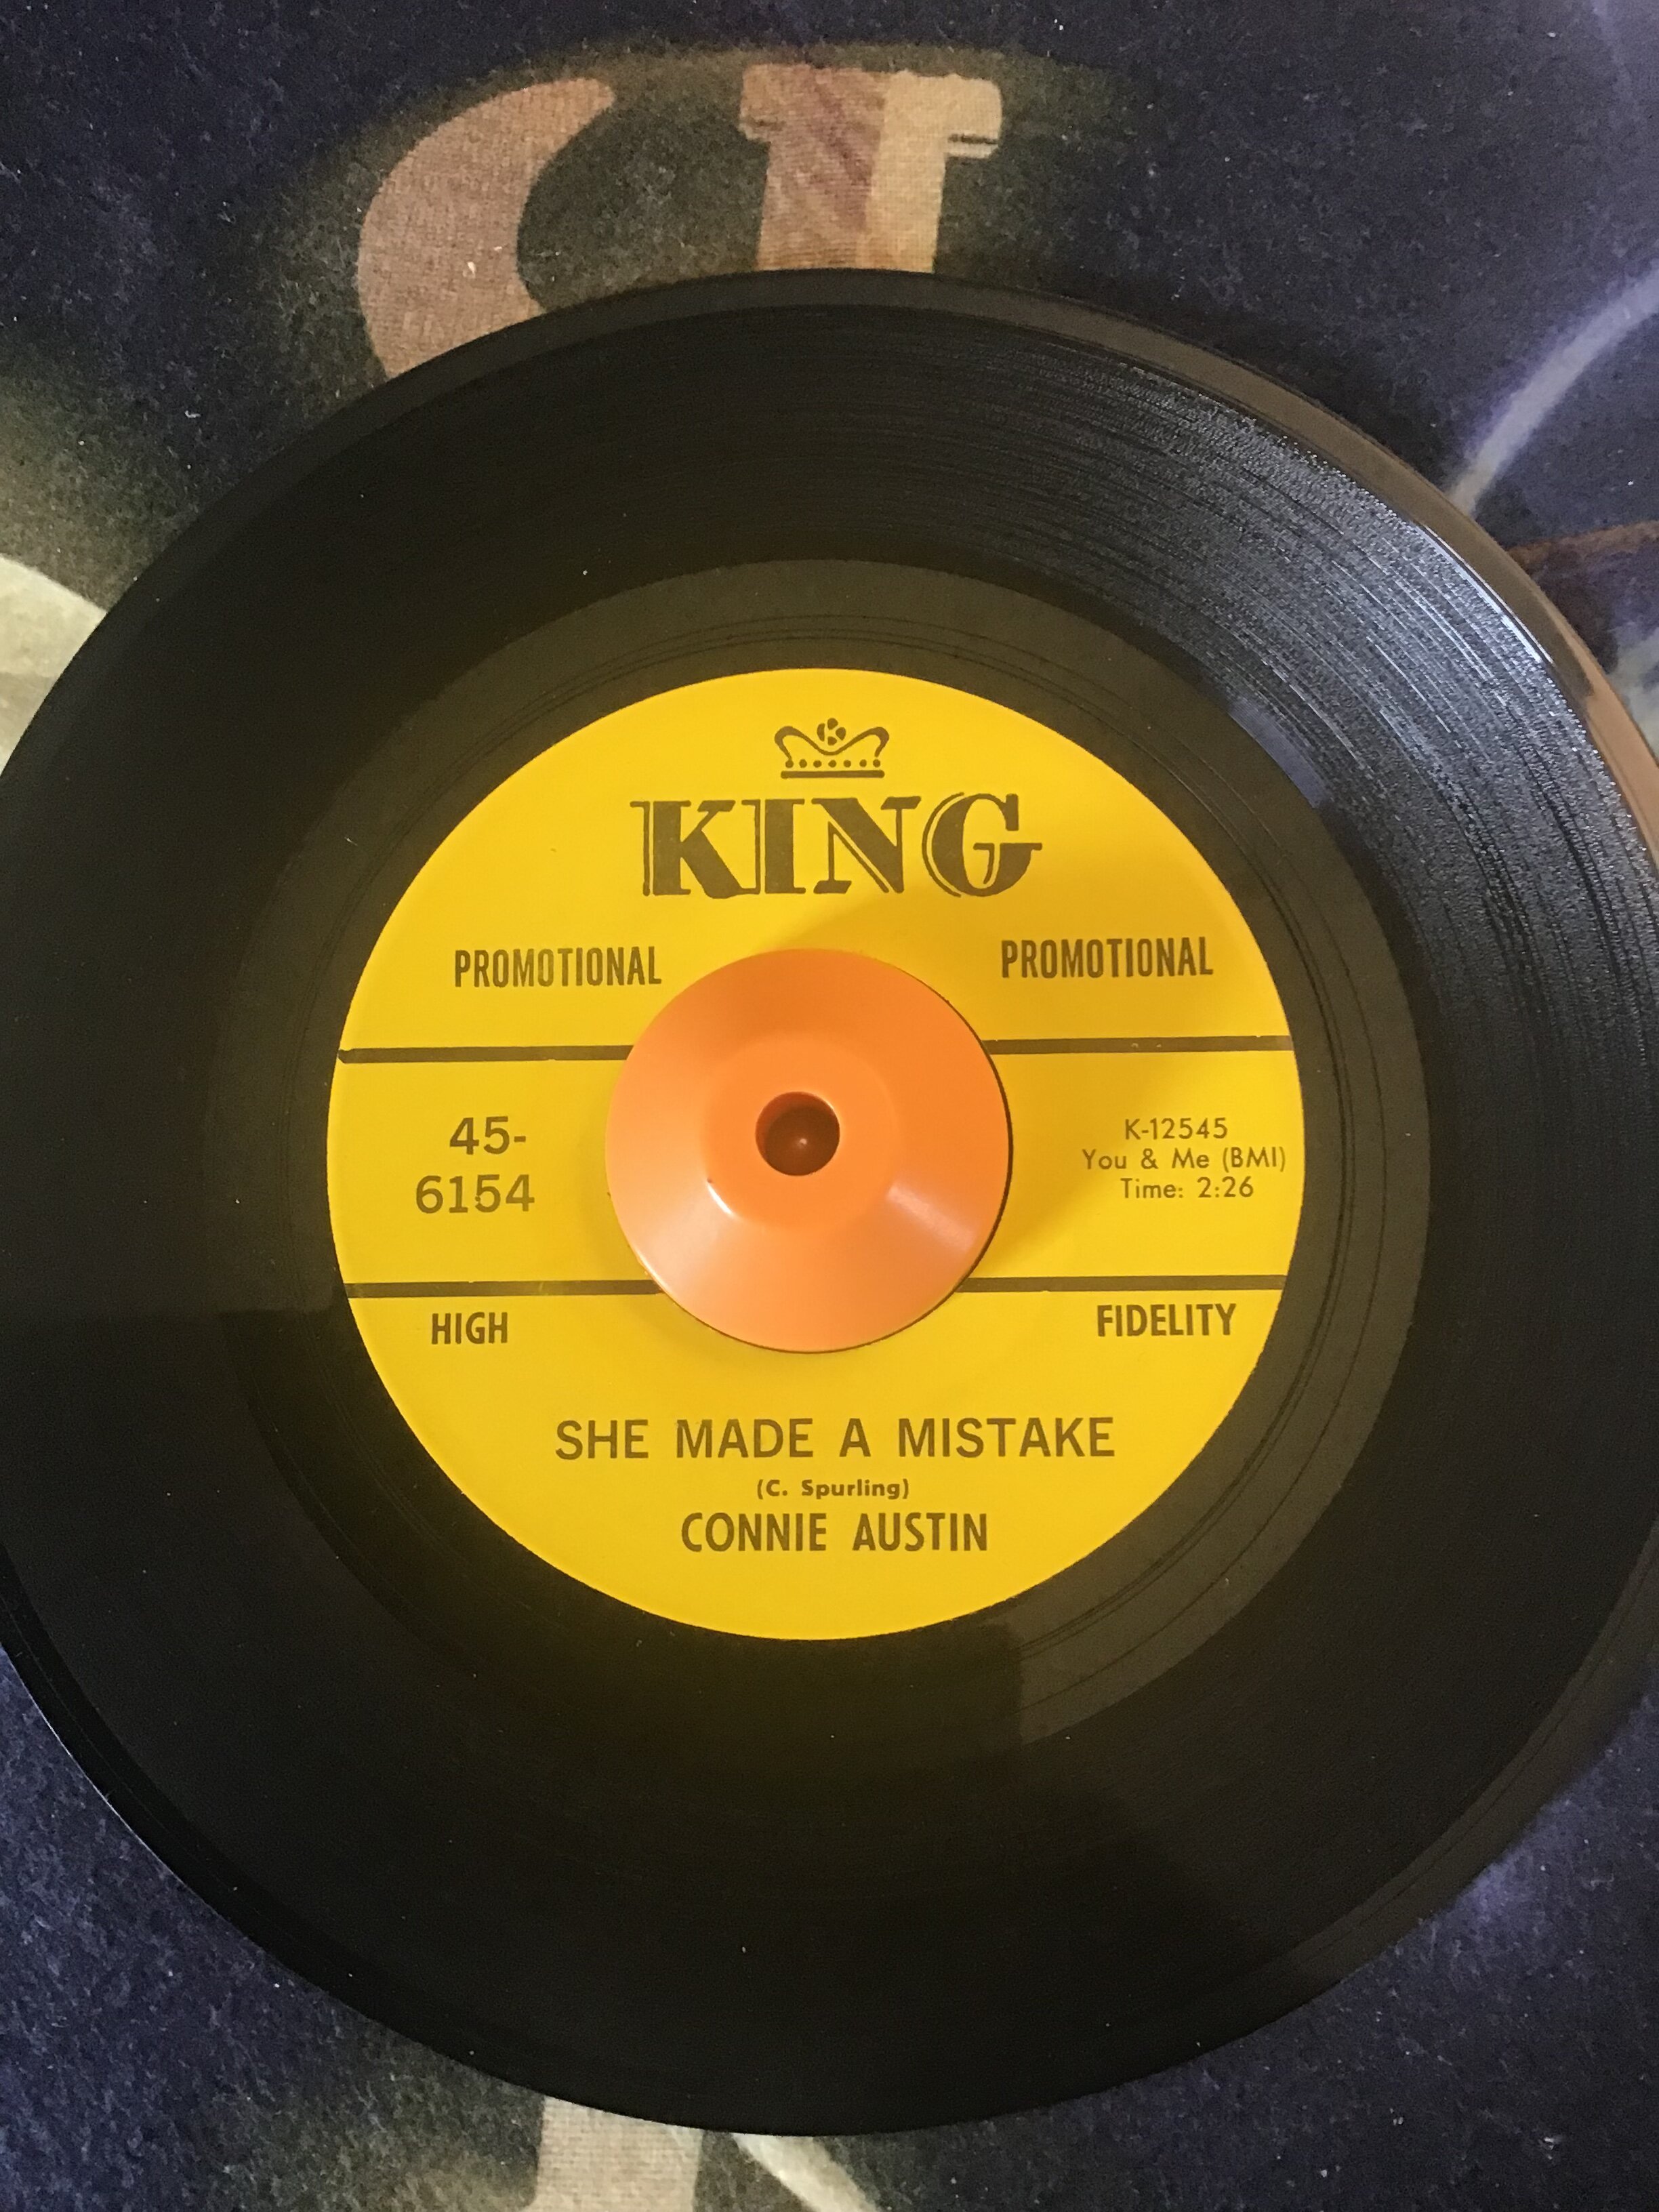 KING
PROMOTIONAL PROMOTIONAL
45-
6154
K-12545
You & Me (BMI)
Time: 2:26
HIGH FIDELITY
SHE MADE A MISTAKE
(C. Spurling)
CONNIE AUSTIN